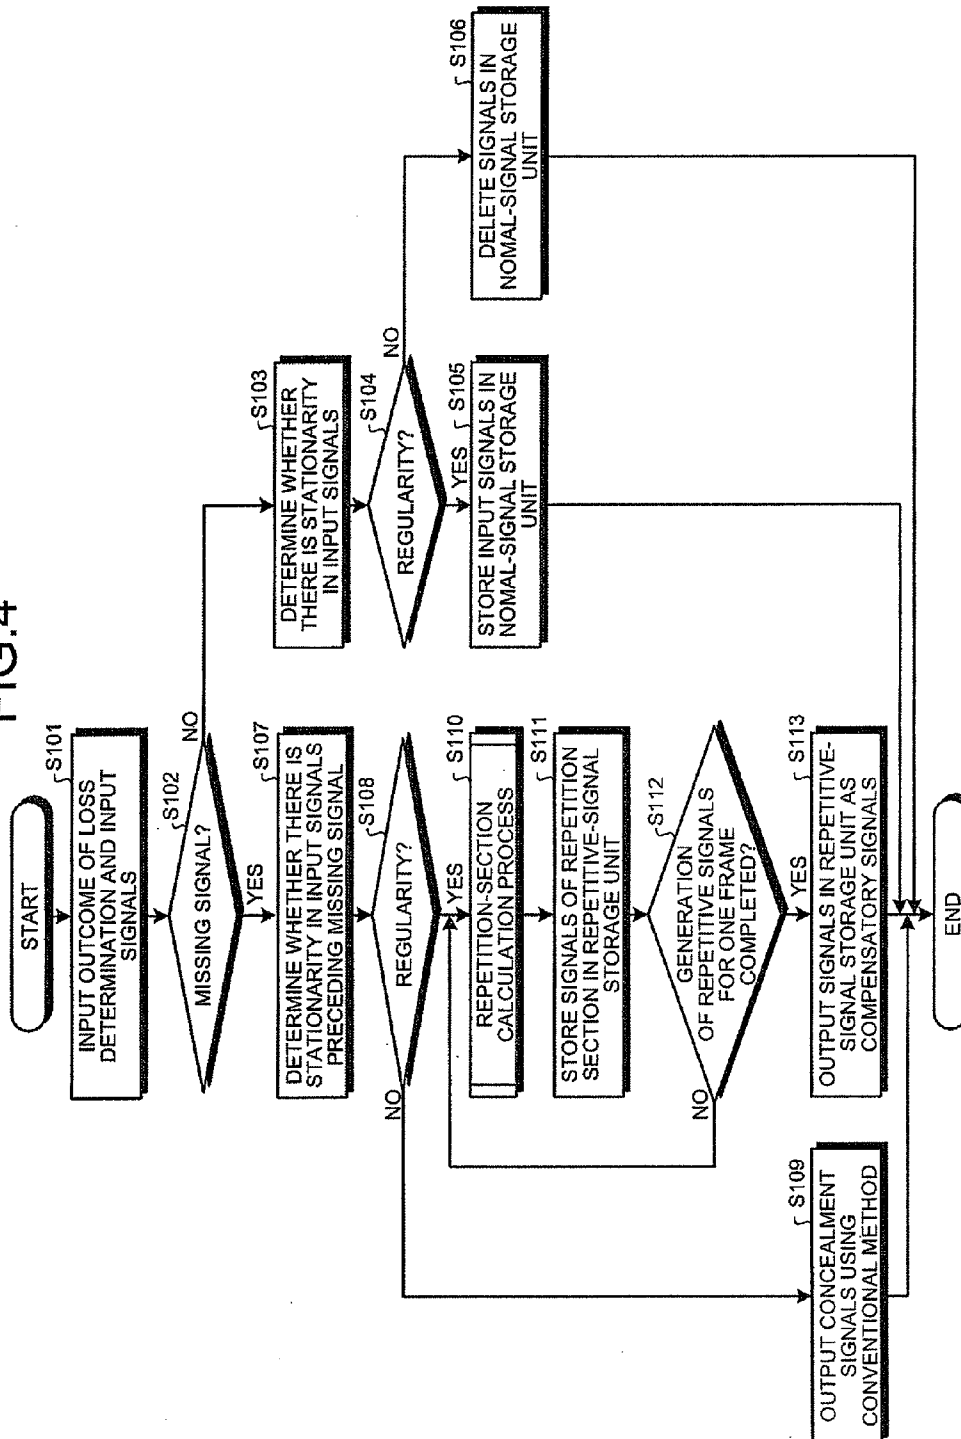 FIG.4
START
S101
INPUT OUTCOME OF LOSS
DETERMINATION AND INPUT
SIGNALS
S102
MISSING SIGNAL?
NO
YES
S103
DETERMINE WHETHER
THERE IS STATIONARITY
IN INPUT SIGNALS
S104
REGULARITY?
NO
YES
S105
STORE INPUT SIGNALS IN
NOMAL-SIGNAL STORAGE
UNIT
S106
DELETE SIGNALS IN
NOMAL-SIGNAL STORAGE
UNIT
S107
DETERMINE WHETHER THERE IS
STATIONARITY IN INPUT SIGNALS
PRECEDING MISSING SIGNAL
S108
REGULARITY?
NO
YES
S109
OUTPUT CONCEALMENT
SIGNALS USING
CONVENTIONAL METHOD
S110
REPETITION-SECTION
CALCULATION PROCESS
S111
STORE SIGNALS OF REPETITION
SECTION IN REPETITIVE-SIGNAL
STORAGE UNIT
S112
GENERATION
OF REPETITIVE SIGNALS
FOR ONE FRAME
COMPLETED?
NO
YES
S113
OUTPUT SIGNALS IN REPETITIVE-
SIGNAL STORAGE UNIT AS
COMPENSATORY SIGNALS
END